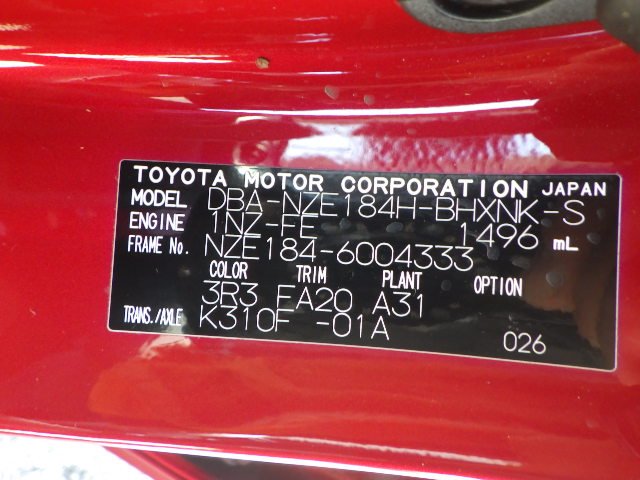 TOYOTA MOTOR CORPORATION JAPAN
MODEL DBA-NZE184H-BHXNK-S
ENGINE 1NZ-FE 1496 mL
FRAME No. NZE184-6004333
COLOR TRIM PLANT OPTION
3R3 FA20 A31
TRANS./AXLE K310F -01A
026